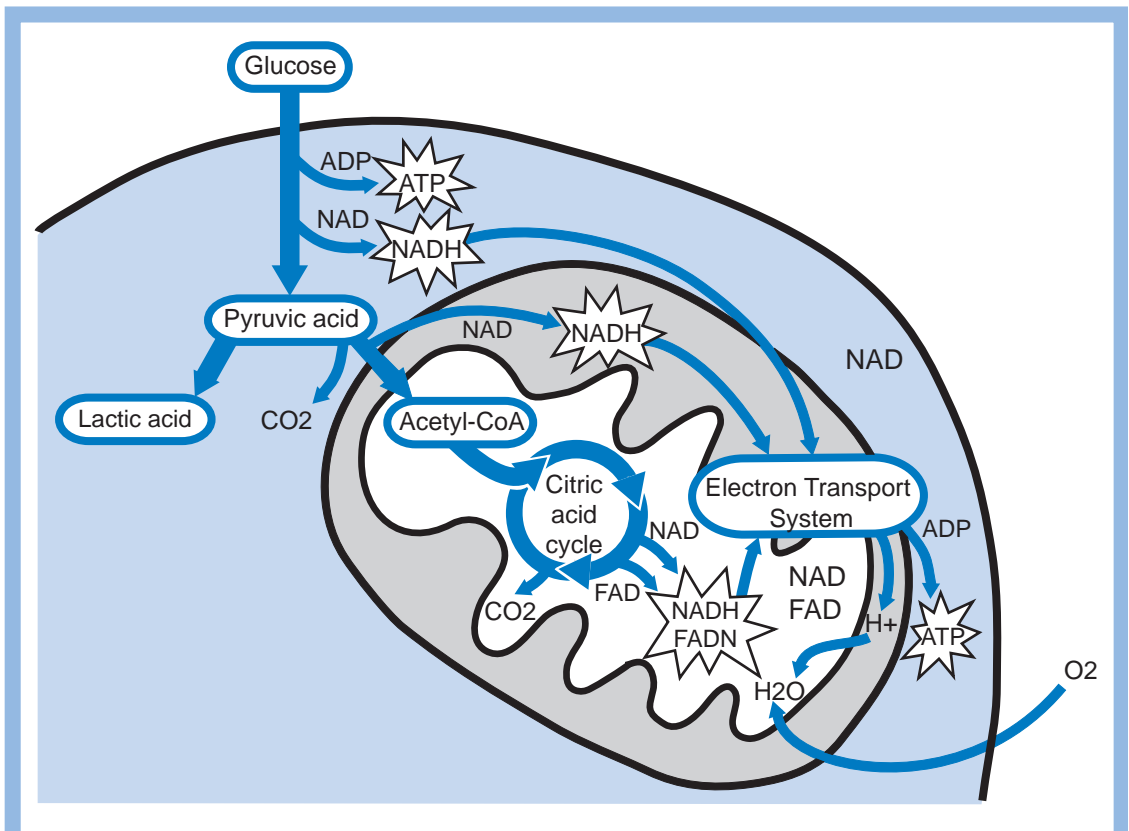 Glucose
ADP
ATP
NAD
NADH
Pyruvic acid
NAD
NADH
NAD
Lactic acid
CO2
Acetyl-CoA
Citric
acid
cycle
Electron Transport
System
NAD
ADP
FAD
CO2
NADH
FADN
NAD
FAD
H+
ATP
H2O
O2